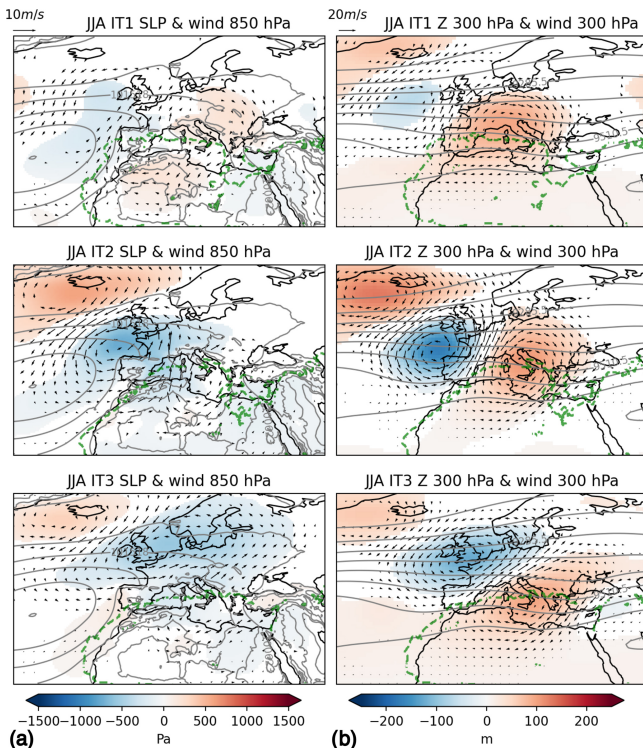 10m/s
JJA IT1 SLP & wind 850 hPa
20m/s
JJA IT1 Z 300 hPa & wind 300 hPa
JJA IT2 SLP & wind 850 hPa
JJA IT2 Z 300 hPa & wind 300 hPa
JJA IT3 SLP & wind 850 hPa
JJA IT3 Z 300 hPa & wind 300 hPa
−1500 −1000 −500 0 500 1000 1500
−200 −100 0 100 200
(a) Pa
(b) m